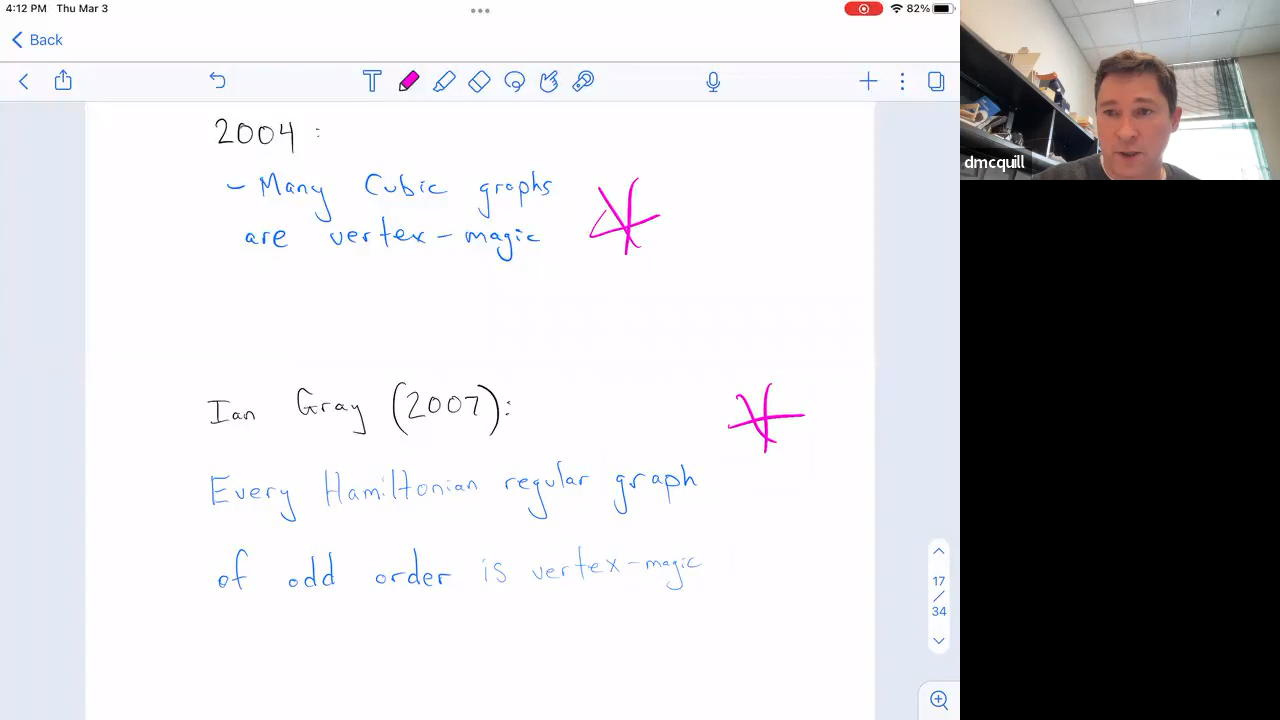 4:12 PM Thu Mar 3
82%
Back
T
2004 :
- Many Cubic graphs
are vertex-magic
Ian Gray (2007):
Every Hamiltonian regular graph
of odd order is vertex-magic
17
/
34
dmcquill